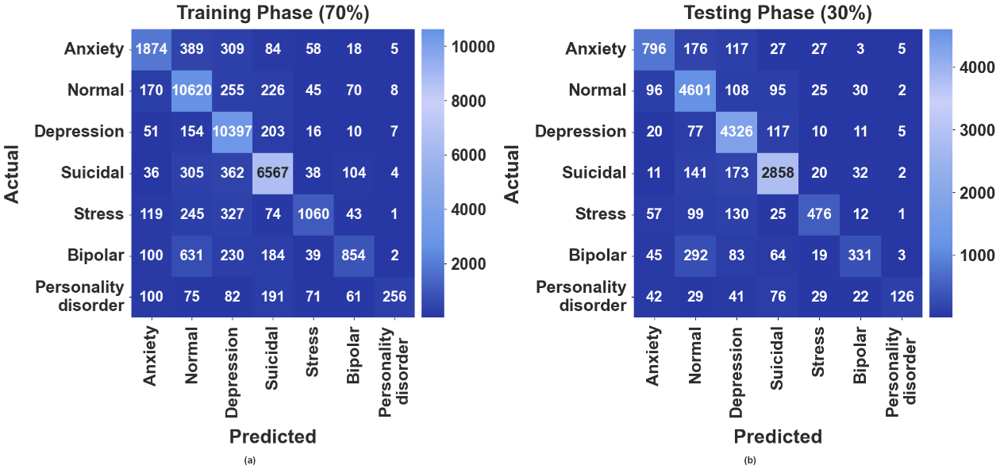 Training Phase (70%)
Anxiety 1874 389 309 84 58 18 5
Normal 170 10620 255 226 45 70 8
Depression 51 154 10397 203 16 10 7
Suicidal 36 305 362 6567 38 104 4
Stress 119 245 327 74 1060 43 1
Bipolar 100 631 230 184 39 854 2
Personality
disorder 100 75 82 191 71 61 256
Actual
Anxiety
Normal
Depression
Suicidal
Stress
Bipolar
Personality
disorder
Predicted
10000
8000
6000
4000
2000
(a)
Testing Phase (30%)
Anxiety 796 176 117 27 27 3 5
Normal 96 4601 108 95 25 30 2
Depression 20 77 4326 117 10 11 5
Suicidal 11 141 173 2858 20 32 2
Stress 57 99 130 25 476 12 1
Bipolar 45 292 83 64 19 331 3
Personality
disorder 42 29 41 76 29 22 126
Actual
Anxiety
Normal
Depression
Suicidal
Stress
Bipolar
Personality
disorder
Predicted
4000
3000
2000
1000
(b)